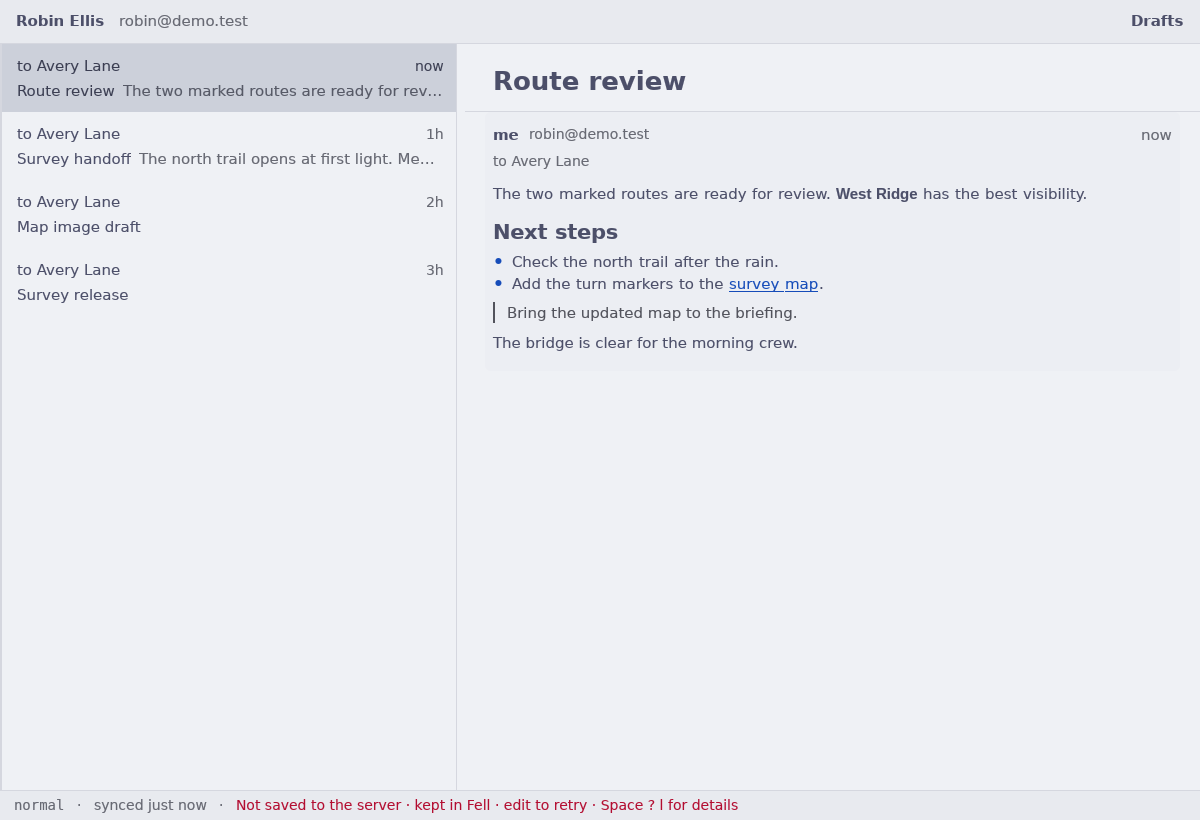 Robin Ellis robin@demo.test Drafts
to Avery Lane now
Route review The two marked routes are ready for rev…
to Avery Lane 1h
Survey handoff The north trail opens at first light. Me…
to Avery Lane 2h
Map image draft
to Avery Lane 3h
Survey release
Route review
me robin@demo.test now
to Avery Lane
The two marked routes are ready for review. West Ridge has the best visibility.
Next steps
• Check the north trail after the rain.
• Add the turn markers to the survey map.
Bring the updated map to the briefing.
The bridge is clear for the morning crew.
normal · synced just now · Not saved to the server · kept in Fell · edit to retry · Space ? l for details